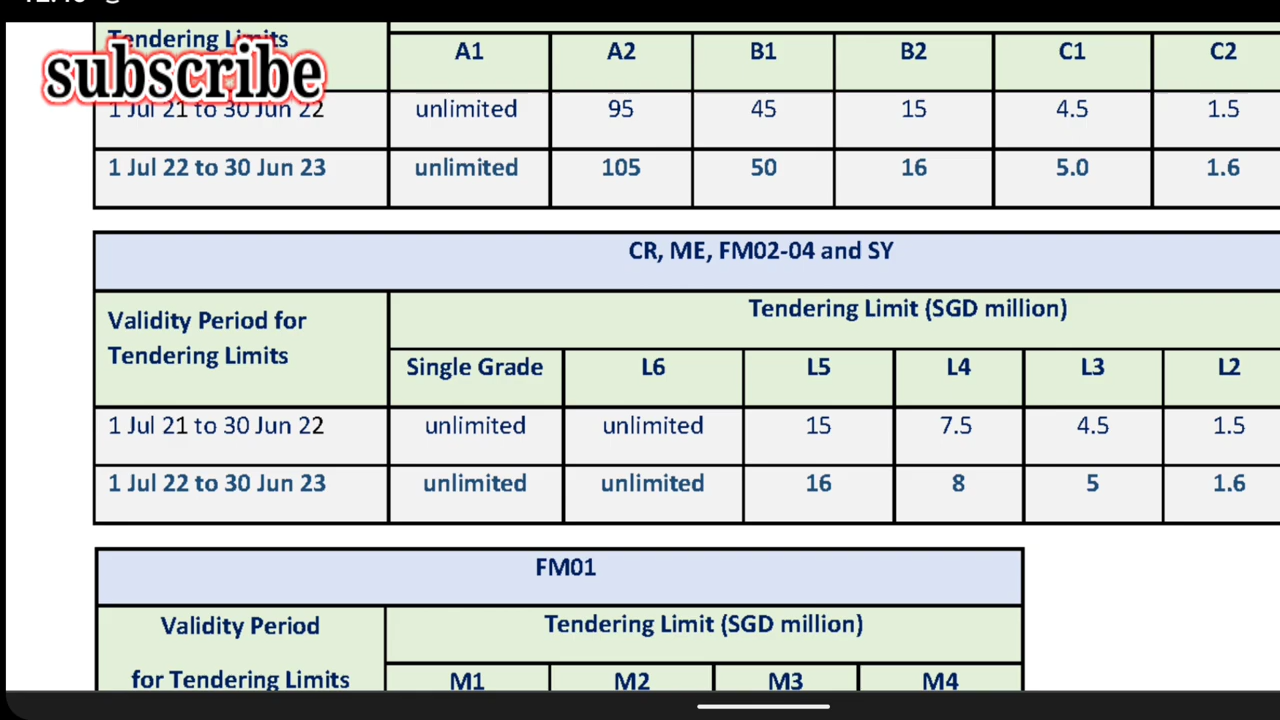 Tendering Limits
subscribe
A1 A2 B1 B2 C1 C2
1 Jul 21 to 30 Jun 22 unlimited 95 45 15 4.5 1.5
1 Jul 22 to 30 Jun 23 unlimited 105 50 16 5.0 1.6
CR, ME, FM02-04 and SY
Validity Period for
Tendering Limits
Tendering Limit (SGD million)
Single Grade L6 L5 L4 L3 L2
1 Jul 21 to 30 Jun 22 unlimited unlimited 15 7.5 4.5 1.5
1 Jul 22 to 30 Jun 23 unlimited unlimited 16 8 5 1.6
FM01
Validity Period
for Tendering Limits
Tendering Limit (SGD million)
M1 M2 M3 M4